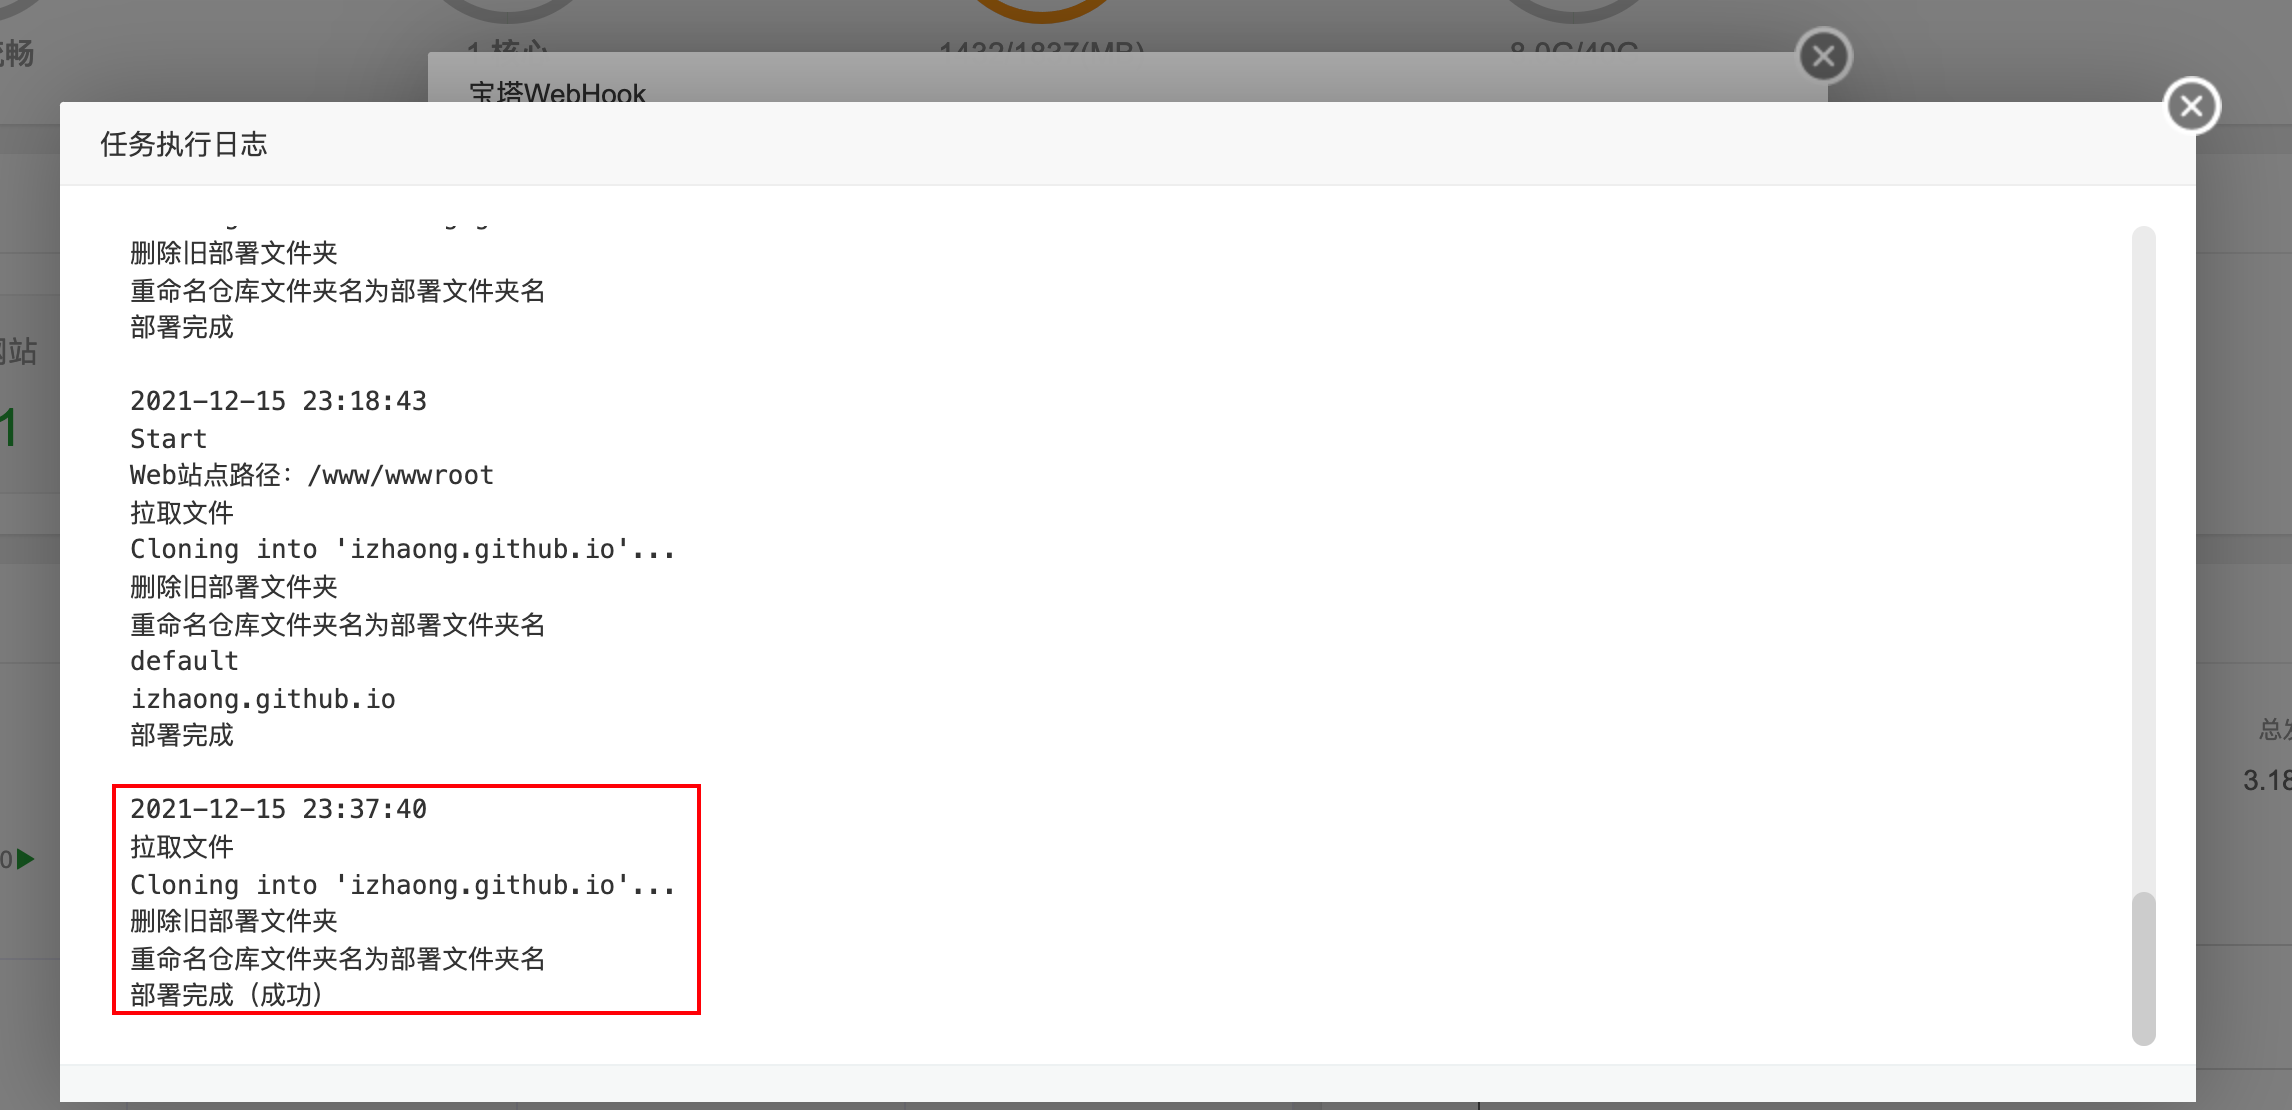 1 核心
1432/1837(MB)
8.0G/40G
宝塔WebHook
任务执行日志
删除旧部署文件夹
重命名仓库文件夹名为部署文件夹名
部署完成
2021-12-15 23:18:43
Start
Web站点路径：/www/wwwroot
拉取文件
Cloning into 'izhaong.github.io'...
删除旧部署文件夹
重命名仓库文件夹名为部署文件夹名
default
izhaong.github.io
部署完成
2021-12-15 23:37:40
拉取文件
Cloning into 'izhaong.github.io'...
删除旧部署文件夹
重命名仓库文件夹名为部署文件夹名
部署完成（成功）
畅
网站
1
0
总发
3.18